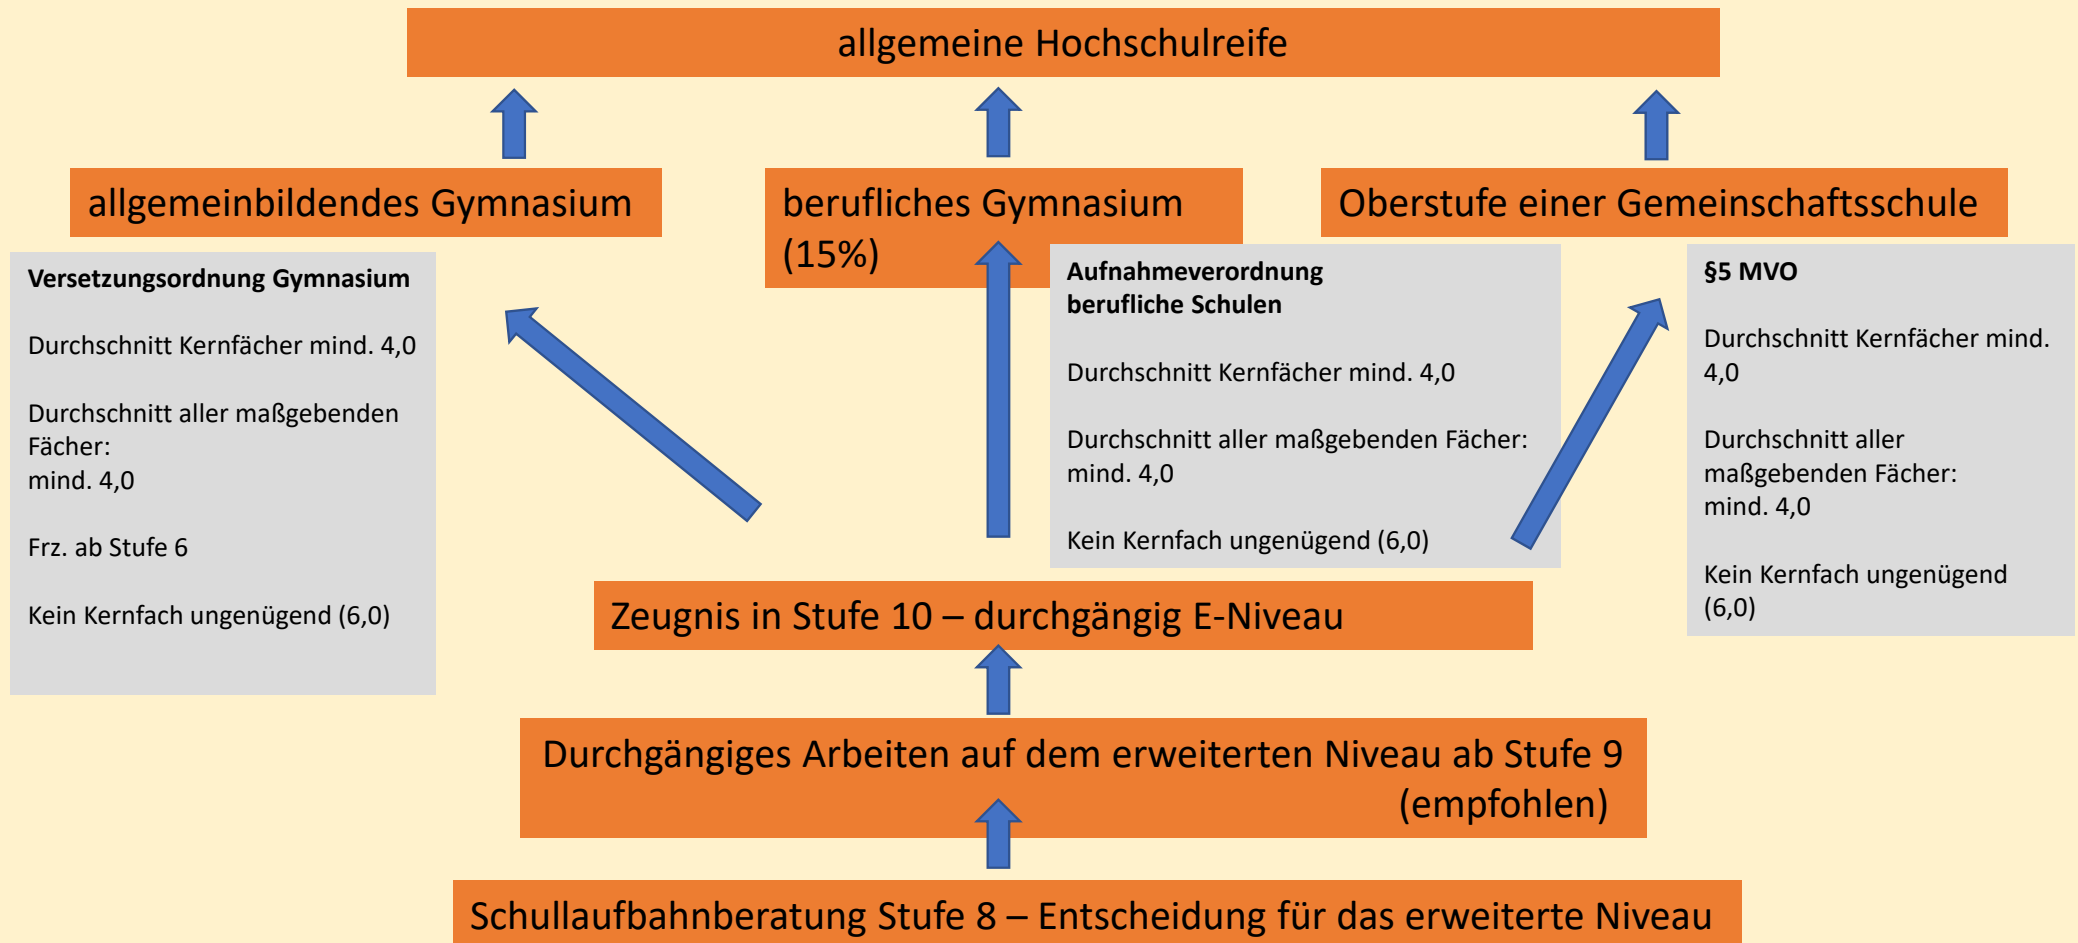 allgemeine Hochschulreife
allgemeinbildendes Gymnasium
berufliches Gymnasium
(15%)
Oberstufe einer Gemeinschaftsschule
Versetzungsordnung Gymnasium
Durchschnitt Kernfächer mind. 4,0
Durchschnitt aller maßgebenden
Fächer:
mind. 4,0
Frz. ab Stufe 6
Kein Kernfach ungenügend (6,0)
Aufnahmeverordnung
berufliche Schulen
Durchschnitt Kernfächer mind. 4,0
Durchschnitt aller maßgebenden Fächer:
mind. 4,0
Kein Kernfach ungenügend (6,0)
§5 MVO
Durchschnitt Kernfächer mind.
4,0
Durchschnitt aller
maßgebenden Fächer:
mind. 4,0
Kein Kernfach ungenügend
(6,0)
Zeugnis in Stufe 10 – durchgängig E-Niveau
Durchgängiges Arbeiten auf dem erweiterten Niveau ab Stufe 9
(empfohlen)
Schullaufbahnberatung Stufe 8 – Entscheidung für das erweiterte Niveau